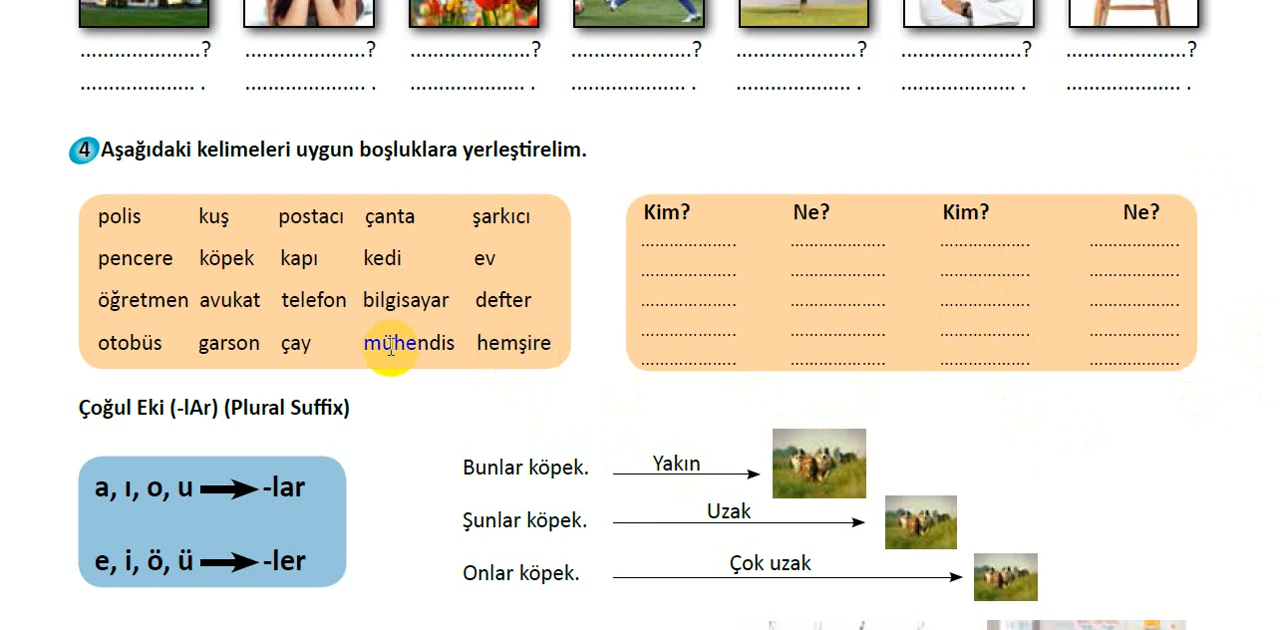 .....................? .....................? .....................? .....................? .....................? .....................? .....................?
.................... . .................... . .................... . .................... . .................... . .................... . .................... .
4 Aşağıdaki kelimeleri uygun boşluklara yerleştirelim.
polis kuş postacı çanta şarkıcı
pencere köpek kapı kedi ev
öğretmen avukat telefon bilgisayar defter
otobüs garson çay mühendis hemşire
Kim? Ne? Kim? Ne?
................... ................... .................. ..................
................... ................... .................. ..................
................... ................... .................. ..................
................... ................... .................. ..................
................... ................... .................. ..................
Çoğul Eki (-lAr) (Plural Suffix)
a, ı, o, u -lar
e, i, ö, ü -ler
Bunlar köpek. Yakın
Şunlar köpek. Uzak
Onlar köpek. Çok uzak